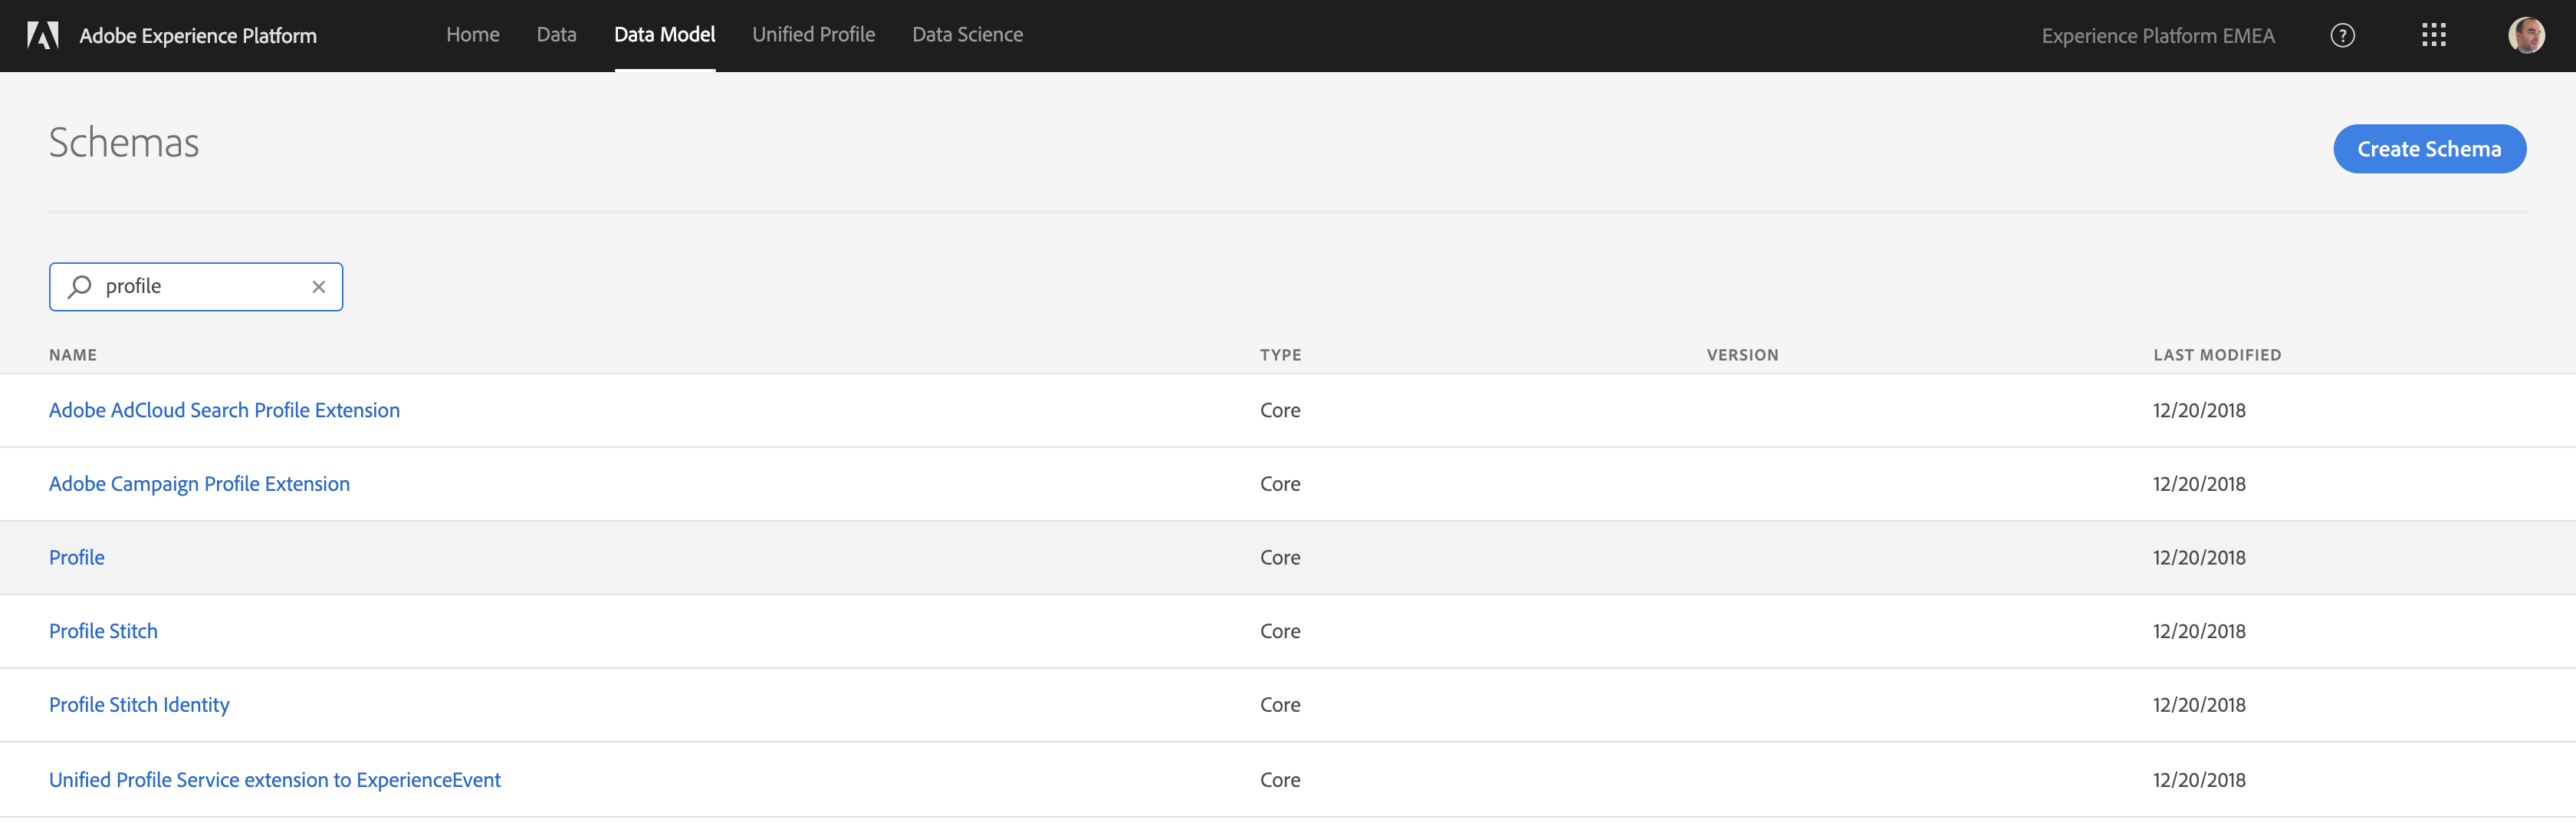 Adobe Experience Platform Home Data Data Model Unified Profile Data Science Experience Platform EMEA ?
Schemas
Create Schema
profile ×
NAME TYPE VERSION LAST MODIFIED
Adobe AdCloud Search Profile Extension Core 12/20/2018
Adobe Campaign Profile Extension Core 12/20/2018
Profile Core 12/20/2018
Profile Stitch Core 12/20/2018
Profile Stitch Identity Core 12/20/2018
Unified Profile Service extension to ExperienceEvent Core 12/20/2018